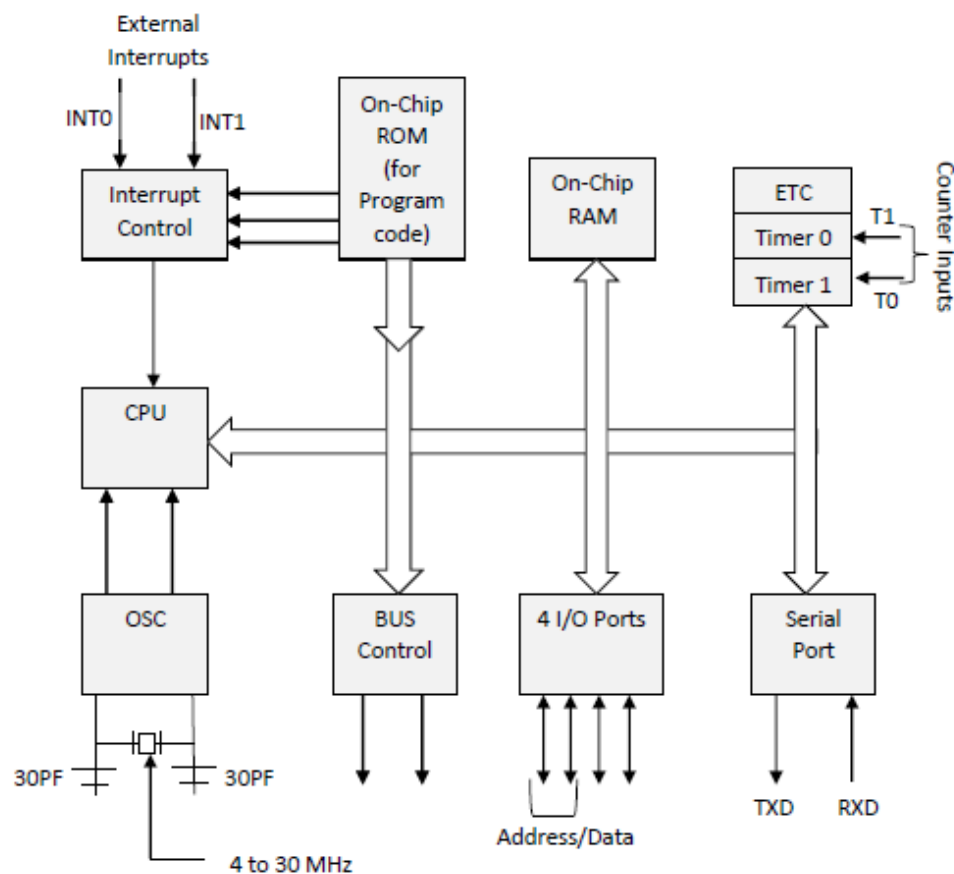 External
Interrupts
INT0
INT1
Interrupt
Control
On-Chip
ROM
(for
Program
code)
On-Chip
RAM
ETC
Timer 0
Timer 1
T1
T0
Counter Inputs
CPU
OSC
BUS
Control
4 I/O Ports
Serial
Port
30PF
30PF
4 to 30 MHz
Address/Data
TXD
RXD